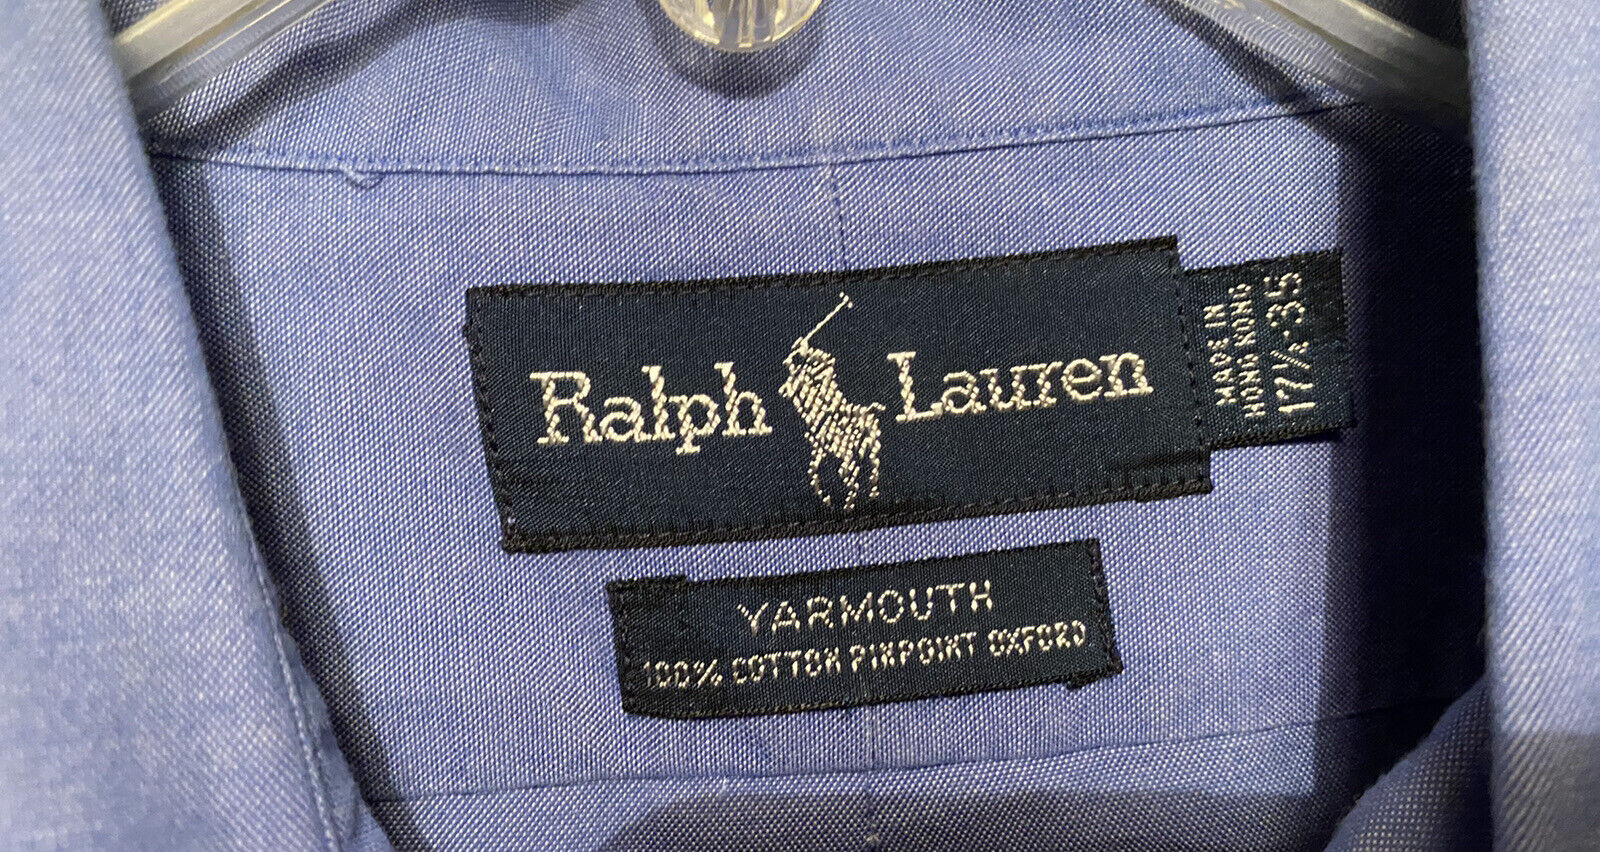 Ralph Lauren
MADE IN
HONG KONG
17½-35
YARMOUTH
100% COTTON PINPOINT OXFORD